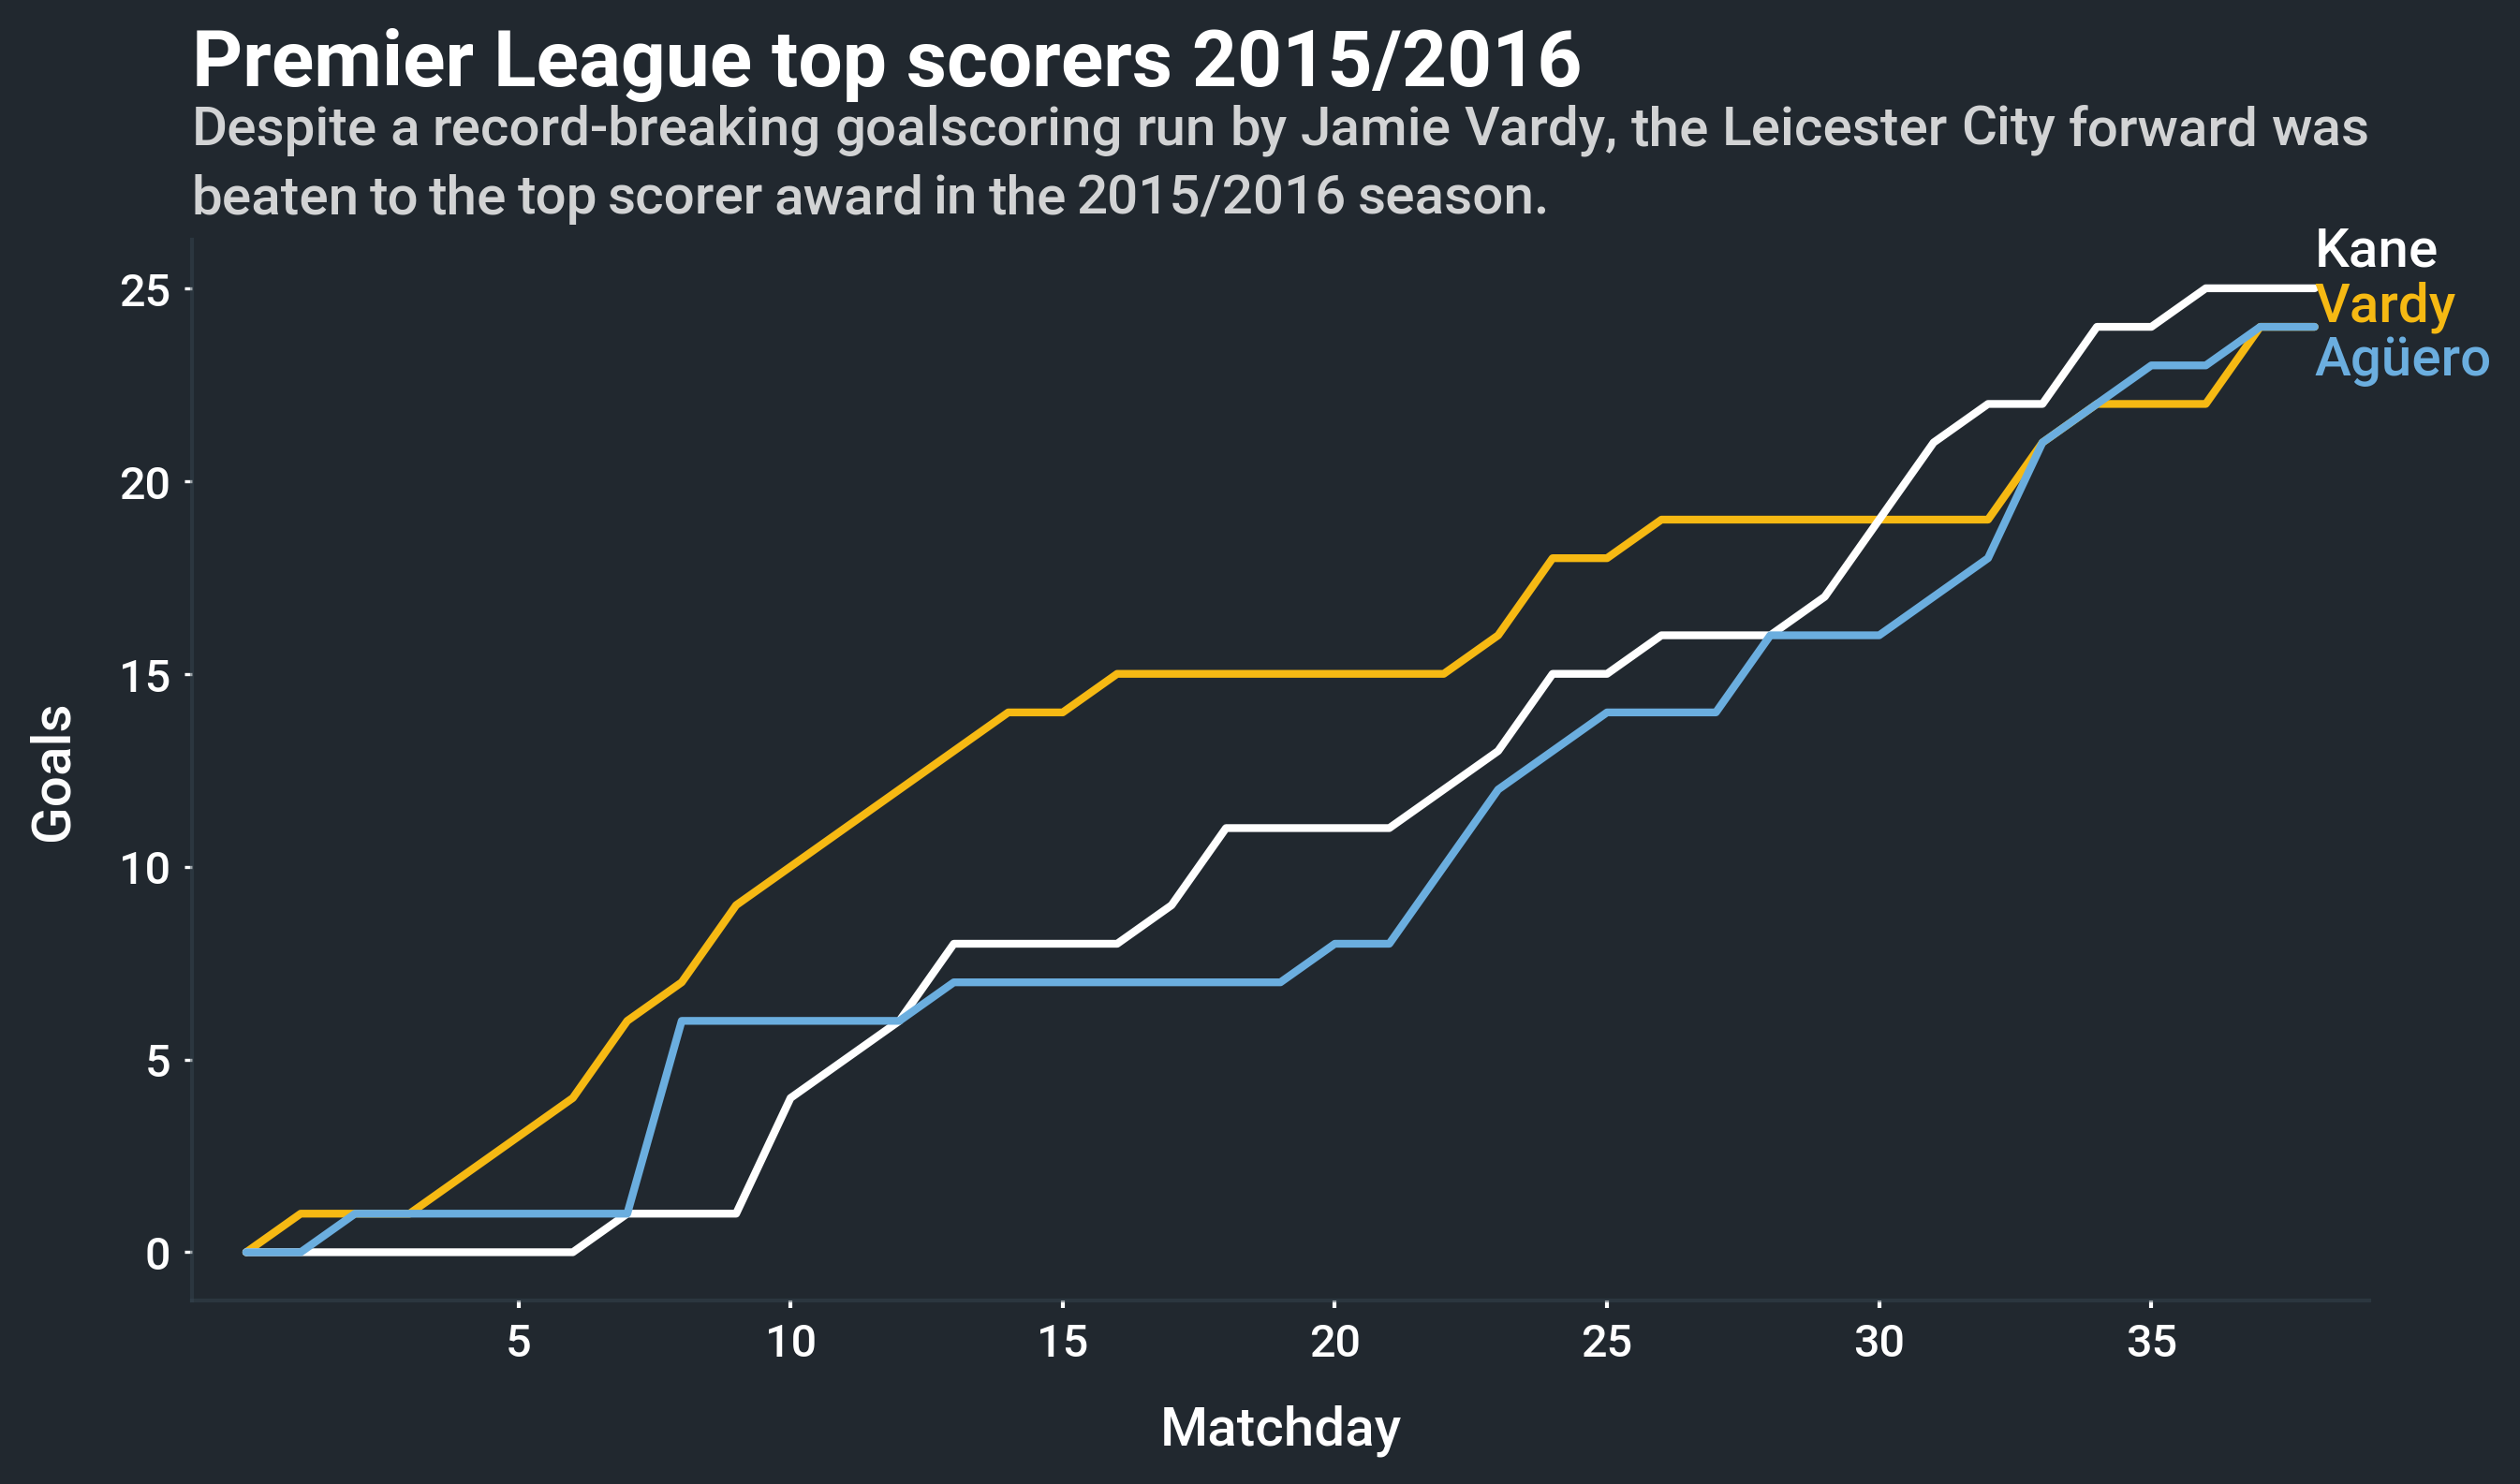 Premier League top scorers 2015/2016
Despite a record-breaking goalscoring run by Jamie Vardy, the Leicester City forward was
beaten to the top scorer award in the 2015/2016 season.
Kane
Vardy
Agüero
25
20
15
10
5
0
Goals
5 10 15 20 25 30 35
Matchday